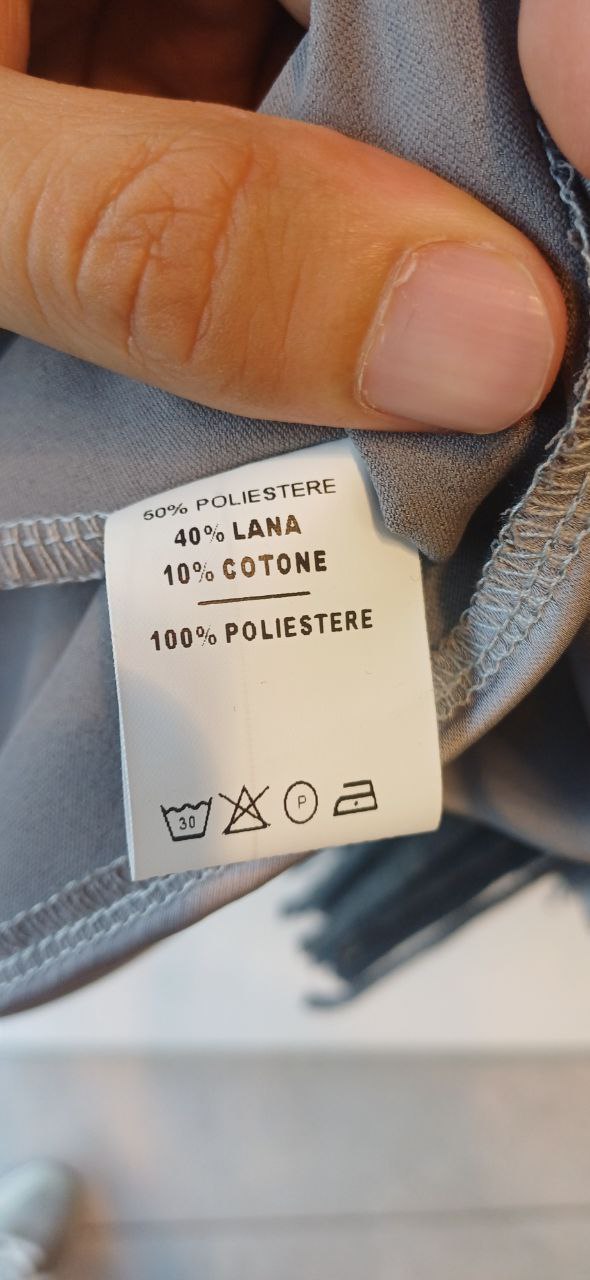 50% POLIESTERE
40% LANA
10% COTONE
100% POLIESTERE
30 P